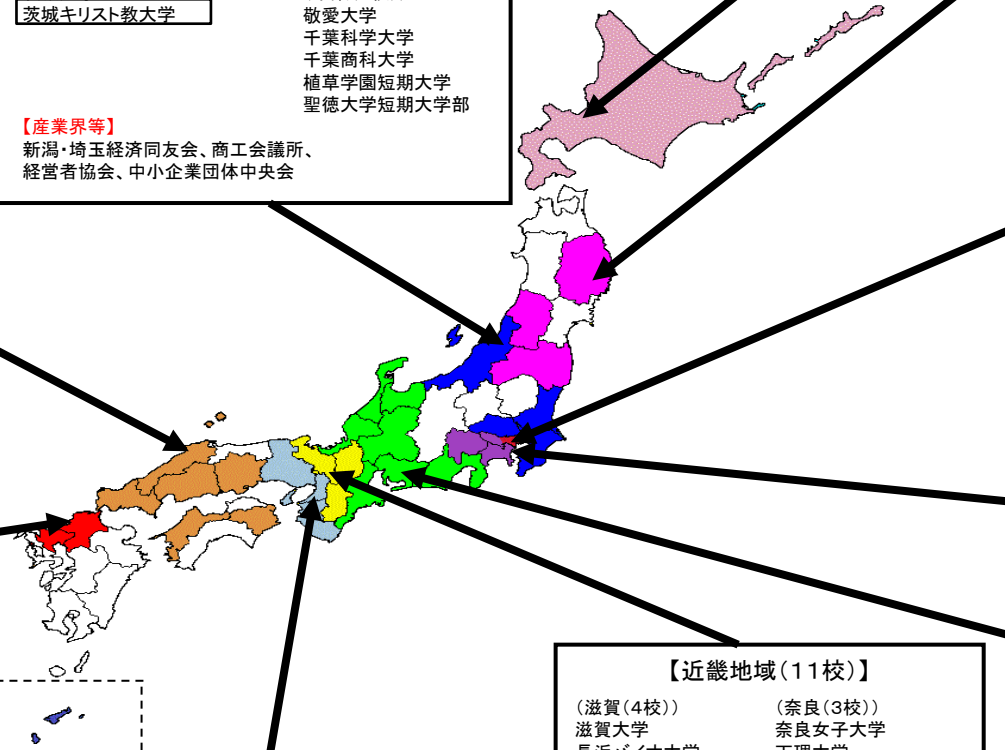 茨城キリスト教大学
敬愛大学
千葉科学大学
千葉商科大学
植草学園短期大学
聖徳大学短期大学部
【産業界等】
新潟・埼玉経済同友会、商工会議所、
経営者協会、中小企業団体中央会
【近畿地域（11校）】
（滋賀（4校））
滋賀大学
（奈良（3校））
奈良女子大学